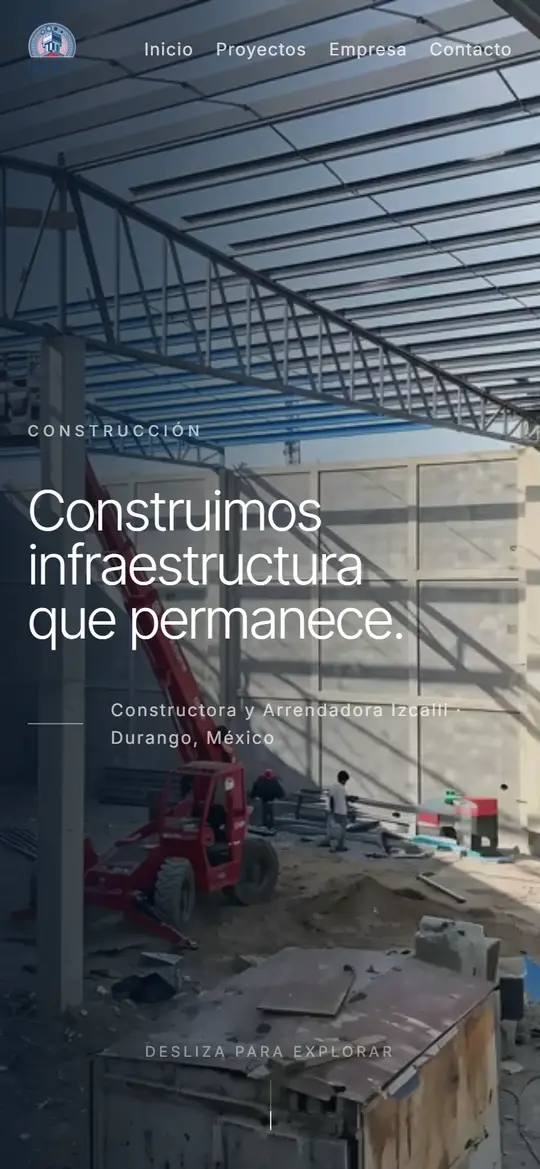 Inicio Proyectos Empresa Contacto
CONSTRUCCIÓN
Construimos
infraestructura
que permanece.
Constructora y Arrendadora Izcalli ·
Durango, México
DESLIZA PARA EXPLORAR